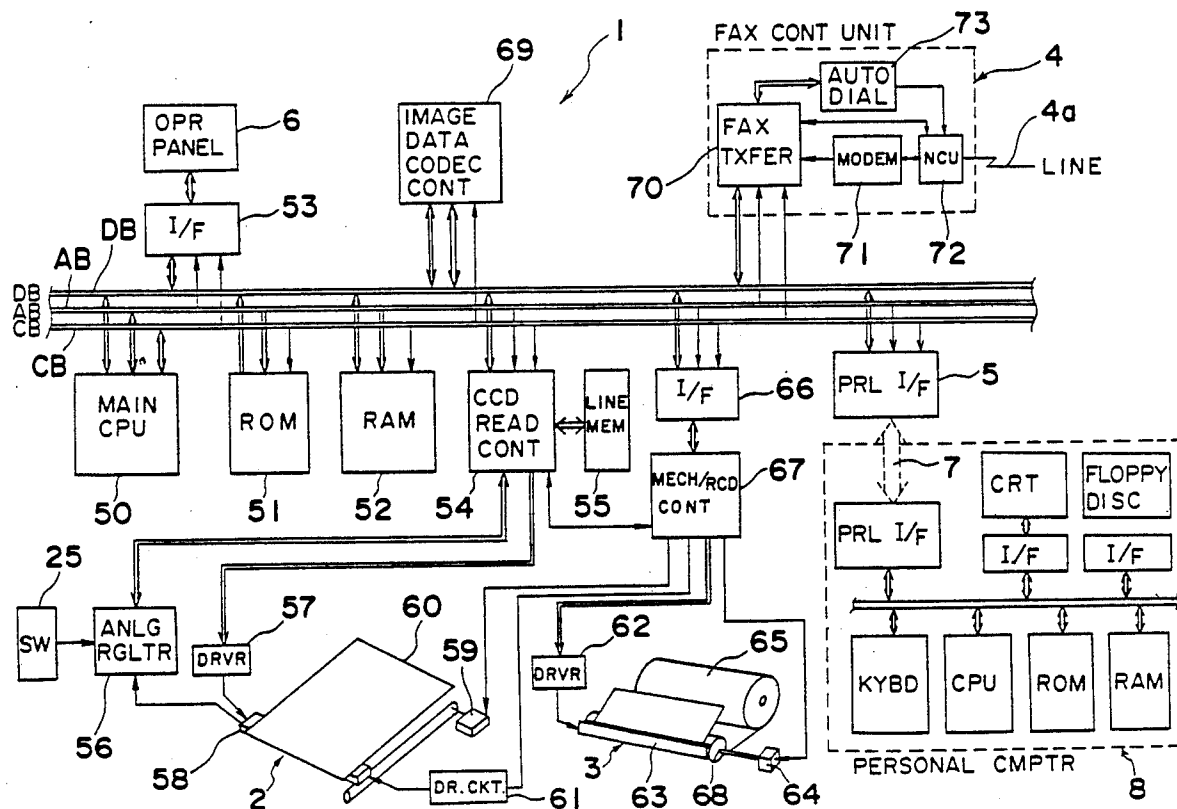 FAX CONT UNIT
73
1
4
69
AUTO
DIAL
4a
6
OPR
PANEL
IMAGE
DATA
CODEC
CONT
FAX
TXFER
MODEM
NCU
LINE
70
53
I/F
71
72
DB
AB
DB
AB
CB
CB
MAIN
CPU
ROM
RAM
CCD
READ
CONT
LINE
MEM
I/F
66
PRL I/F
5
50
51
52
54
55
MECH/RCD
CONT
67
7
CRT
FLOPPY
DISC
PRL I/F
I/F
I/F
25
SW
ANLG
RGLTR
57
DRVR
60
59
62
DRVR
65
KYBD
CPU
ROM
RAM
56
58
2
DR. CKT.
61
3
63
68
64
PERSONAL CMPTR
8